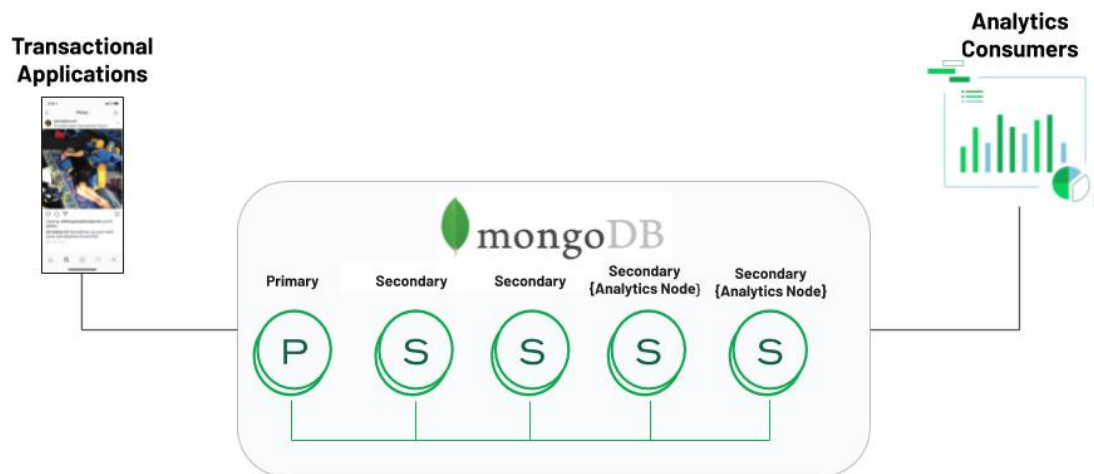 Transactional
Applications
Analytics
Consumers
mongoDB
Primary
Secondary
Secondary
Secondary
{Analytics Node}
Secondary
{Analytics Node}
P
S
S
S
S